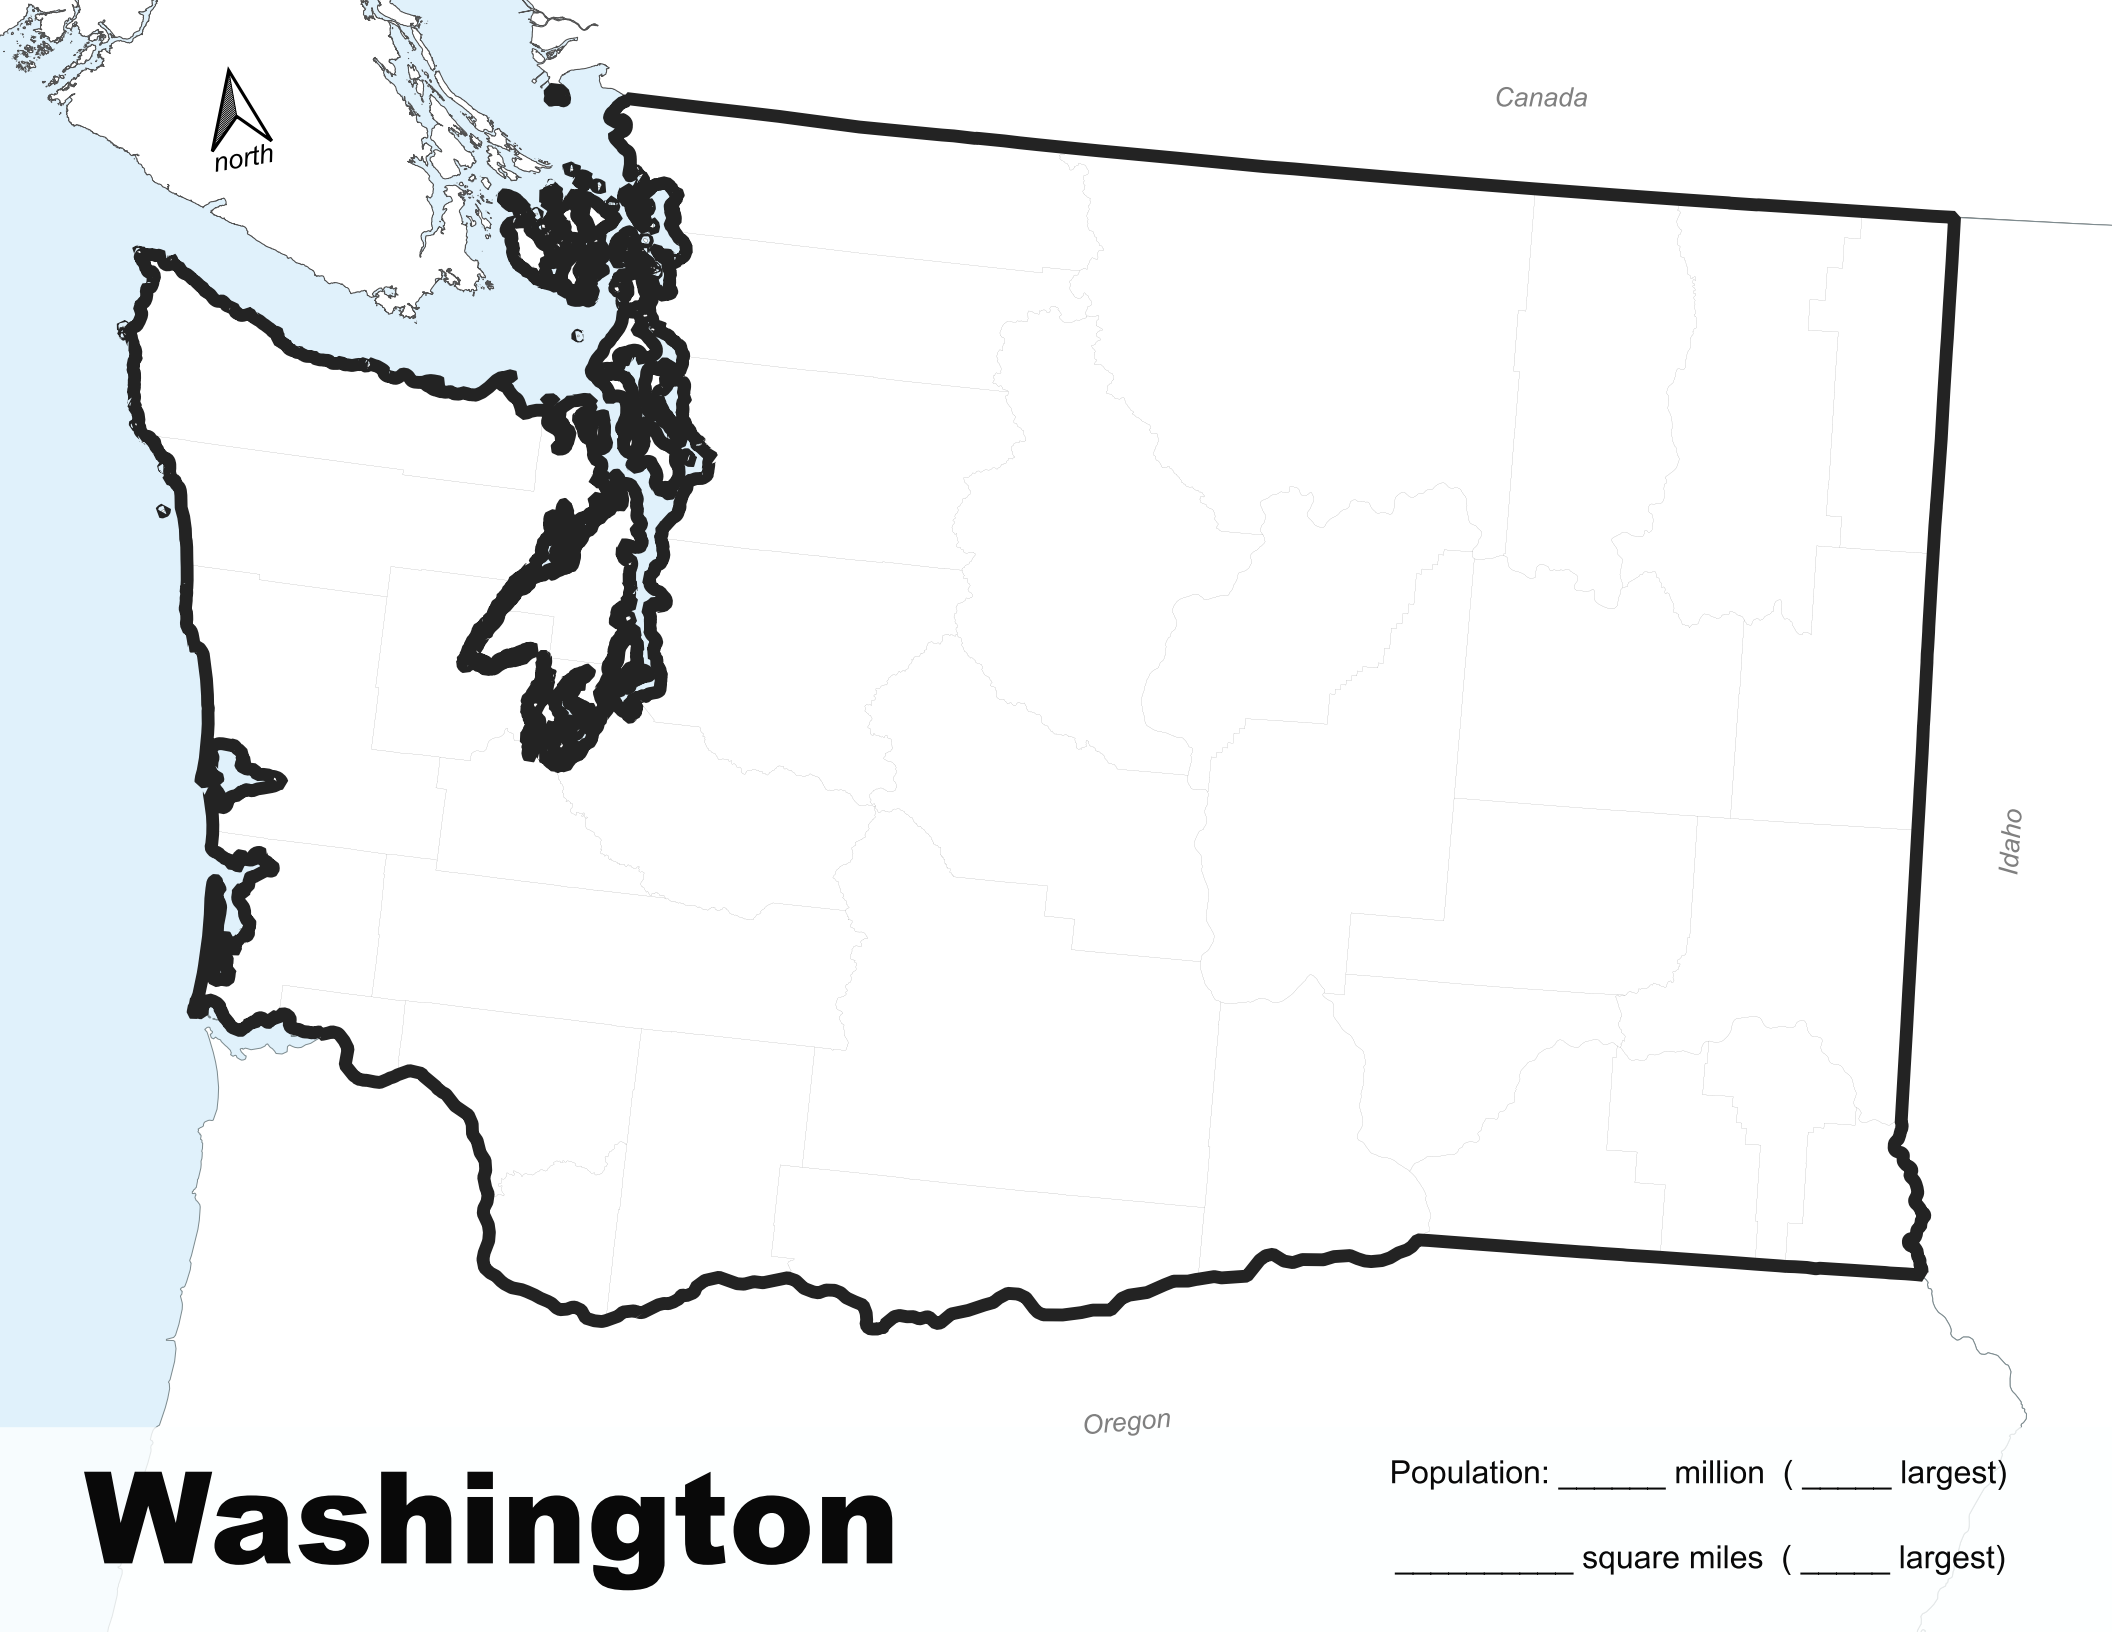 Canada
north
Idaho
Oregon
Washington
Population: ______ million ( _____ largest)
__________ square miles ( _____ largest)